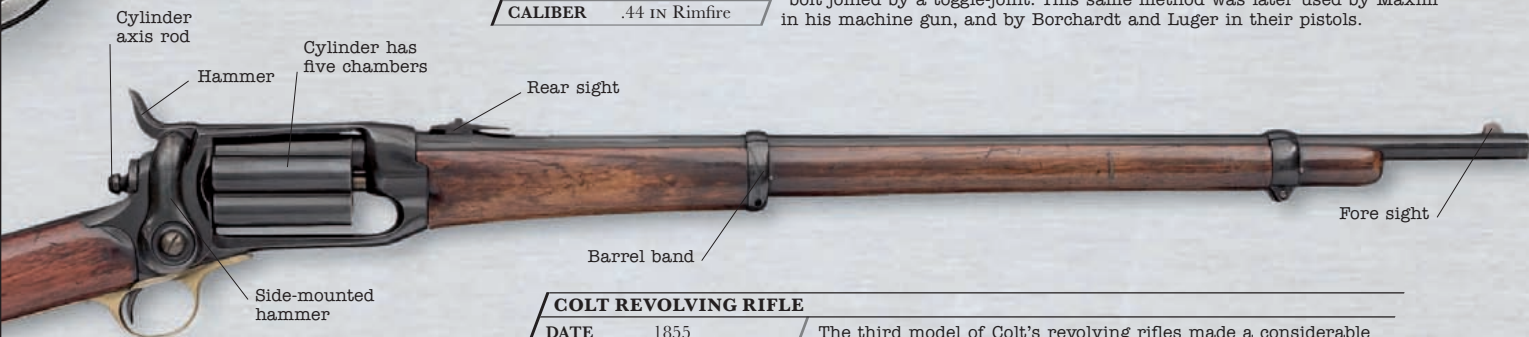 bolt joined by a toggle-joint. This same method was later used by Maxim
CALIBER .44 IN Rimfire
in his machine gun, and by Borchardt and Luger in their pistols.
Cylinder
axis rod
Cylinder has
five chambers
Hammer
Rear sight
Fore sight
Barrel band
Side-mounted
hammer
COLT REVOLVING RIFLE
DATE 1855
The third model of Colt's revolving rifles made a considerable